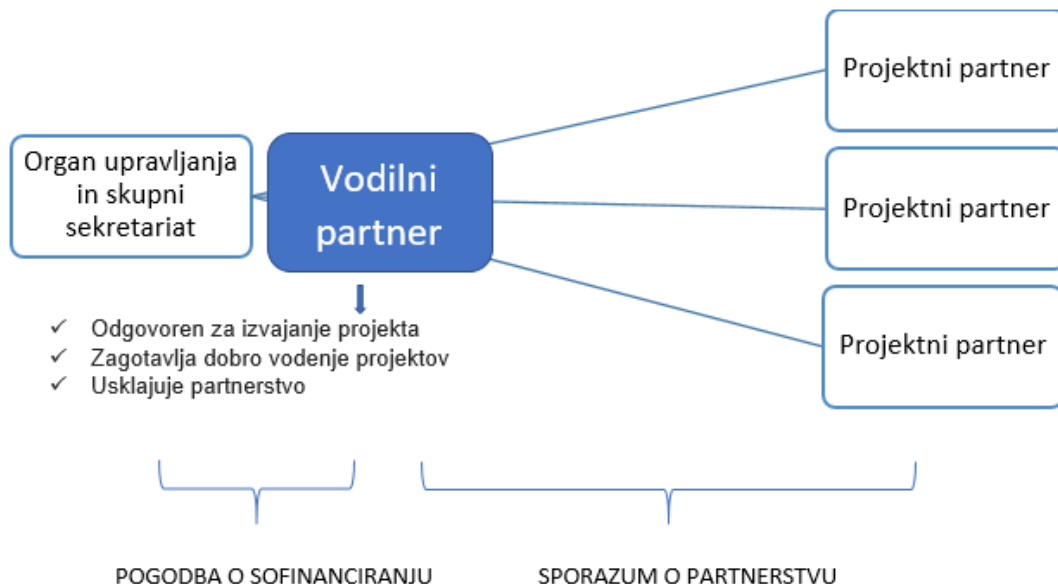 Organ upravljanja
in skupni
sekretariat
Vodilni
partner
Projektni partner
Projektni partner
Projektni partner
✓ Odgovoren za izvajanje projekta
✓ Zagotavlja dobro vodenje projektov
✓ Usklajuje partnerstvo
POGODBA O SOFINANCIRANJU
SPORAZUM O PARTNERSTVU